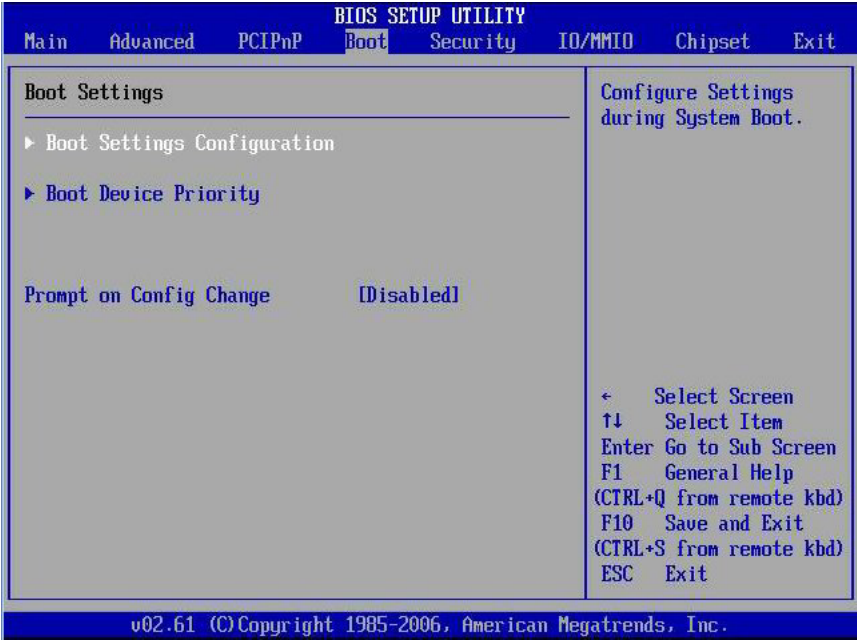 BIOS SETUP UTILITY
Main Advanced PCIPnP Boot Security IO/MMIO Chipset Exit
Boot Settings
▶ Boot Settings Configuration
▶ Boot Device Priority
Prompt on Config Change [Disabled]
Configure Settings
during System Boot.
← Select Screen
↑↓ Select Item
Enter Go to Sub Screen
F1 General Help
(CTRL+Q from remote kbd)
F10 Save and Exit
(CTRL+S from remote kbd)
ESC Exit
v02.61 (C)Copyright 1985-2006, American Megatrends, Inc.